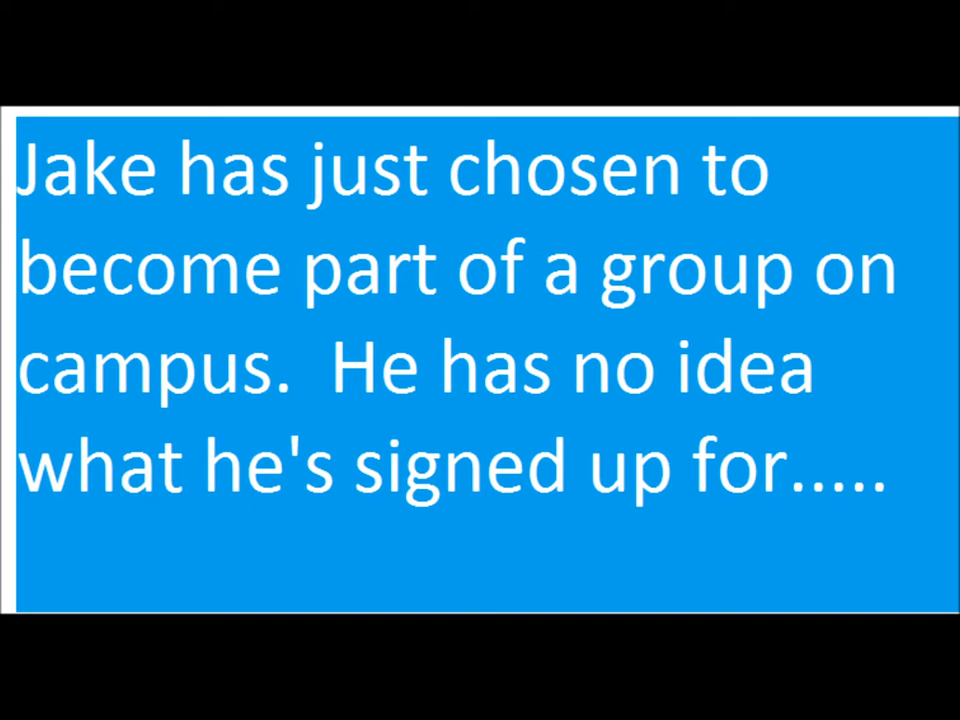 Jake has just chosen to
become part of a group on
campus.  He has no idea
what he's signed up for.....